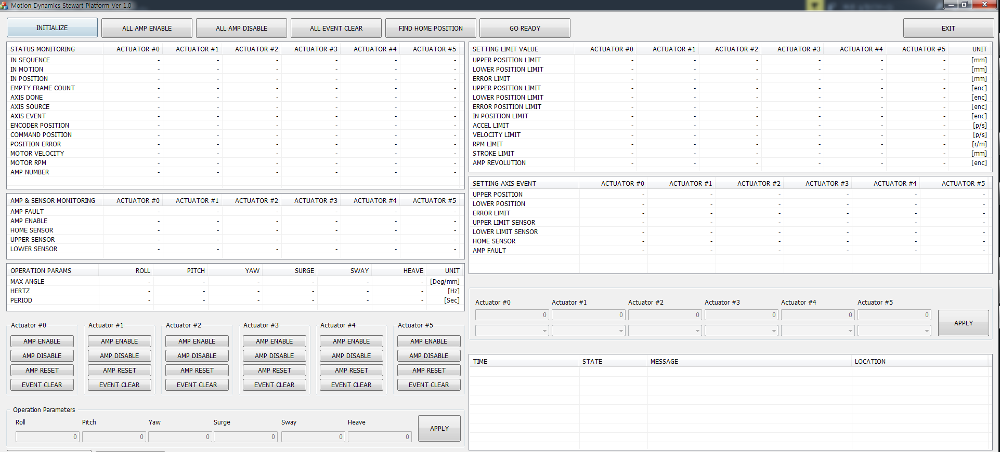 Motion Dynamics Stewart Platform Ver 1.0
INITIALIZE ALL AMP ENABLE ALL AMP DISABLE ALL EVENT CLEAR FIND HOME POSITION GO READY EXIT
STATUS MONITORING ACTUATOR #0 ACTUATOR #1 ACTUATOR #2 ACTUATOR #3 ACTUATOR #4 ACTUATOR #5
IN SEQUENCE - - - - - -
IN MOTION - - - - - -
IN POSITION - - - - - -
EMPTY FRAME COUNT - - - - - -
AXIS DONE - - - - - -
AXIS SOURCE - - - - - -
AXIS EVENT - - - - - -
ENCODER POSITION - - - - - -
COMMAND POSITION - - - - - -
POSITION ERROR - - - - - -
MOTOR VELOCITY - - - - - -
MOTOR RPM - - - - - -
AMP NUMBER - - - - - -
AMP & SENSOR MONITORING ACTUATOR #0 ACTUATOR #1 ACTUATOR #2 ACTUATOR #3 ACTUATOR #4 ACTUATOR #5
AMP FAULT - - - - - -
AMP ENABLE - - - - - -
HOME SENSOR - - - - - -
UPPER SENSOR - - - - - -
LOWER SENSOR - - - - - -
OPERATION PARAMS ROLL PITCH YAW SURGE SWAY HEAVE UNIT
MAX ANGLE - - - - - - [Deg/mm]
HERTZ - - - - - - [Hz]
PERIOD - - - - - - [Sec]
Actuator #0 Actuator #1 Actuator #2 Actuator #3 Actuator #4 Actuator #5
AMP ENABLE AMP ENABLE AMP ENABLE AMP ENABLE AMP ENABLE AMP ENABLE
AMP DISABLE AMP DISABLE AMP DISABLE AMP DISABLE AMP DISABLE AMP DISABLE
AMP RESET AMP RESET AMP RESET AMP RESET AMP RESET AMP RESET
EVENT CLEAR EVENT CLEAR EVENT CLEAR EVENT CLEAR EVENT CLEAR EVENT CLEAR
Operation Parameters
Roll Pitch Yaw Surge Sway Heave
0 0 0 0 0 0 APPLY
SETTING LIMIT VALUE ACTUATOR #0 ACTUATOR #1 ACTUATOR #2 ACTUATOR #3 ACTUATOR #4 ACTUATOR #5 UNIT
UPPER POSITION LIMIT - - - - - - [mm]
LOWER POSITION LIMIT - - - - - - [mm]
ERROR LIMIT - - - - - - [mm]
UPPER POSITION LIMIT - - - - - - [enc]
LOWER POSITION LIMIT - - - - - - [enc]
ERROR POSITION LIMIT - - - - - - [enc]
IN POSITION LIMIT - - - - - - [enc]
ACCEL LIMIT - - - - - - [p/s]
VELOCITY LIMIT - - - - - - [p/s]
RPM LIMIT - - - - - - [r/m]
STROKE LIMIT - - - - - - [mm]
AMP REVOLUTION - - - - - - [enc]
SETTING AXIS EVENT ACTUATOR #0 ACTUATOR #1 ACTUATOR #2 ACTUATOR #3 ACTUATOR #4 ACTUATOR #5
UPPER POSITION - - - - - -
LOWER POSITION - - - - - -
ERROR LIMIT - - - - - -
UPPER LIMIT SENSOR - - - - - -
LOWER LIMIT SENSOR - - - - - -
HOME SENSOR - - - - - -
AMP FAULT - - - - - -
Actuator #0 Actuator #1 Actuator #2 Actuator #3 Actuator #4 Actuator #5
0 0 0 0 0 0
APPLY
TIME STATE MESSAGE LOCATION